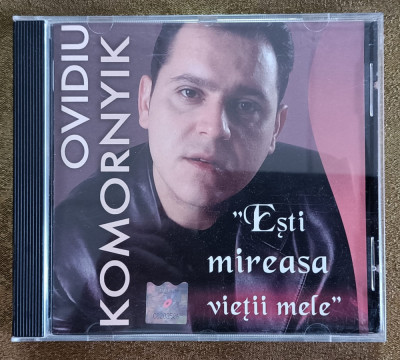 OVIDIU
KOMORNYIK
"Ești
mireasa
vieții mele"